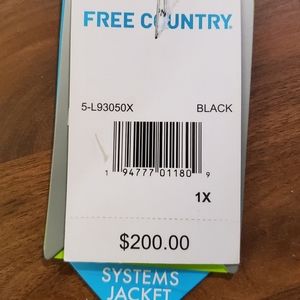 FREE COUNTRY®
5-L93050X BLACK
1 94777 01180 9
1X
$200.00
SYSTEMS
JACKET